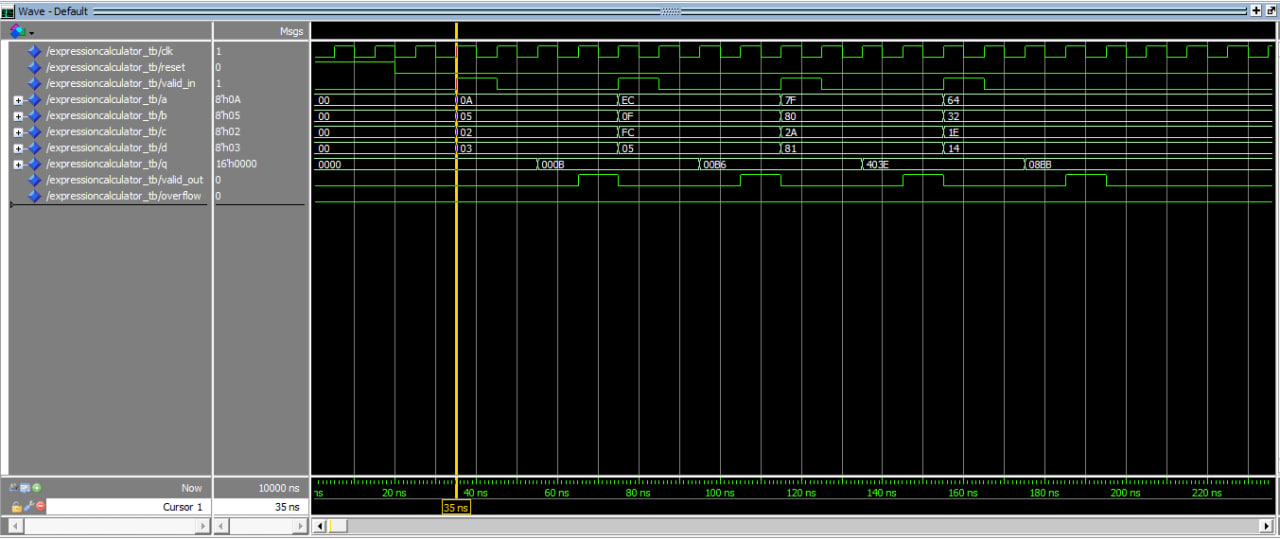 Wave - Default
Msgs
/expressioncalculator_tb/clk 1
/expressioncalculator_tb/reset 0
/expressioncalculator_tb/valid_in 1
/expressioncalculator_tb/a 8'h0A 00 0A EC 7F 64
/expressioncalculator_tb/b 8'h05 00 05 0F 80 32
/expressioncalculator_tb/c 8'h02 00 02 FC 2A 1E
/expressioncalculator_tb/d 8'h03 00 03 05 81 14
/expressioncalculator_tb/q 16'h0000 0000 000B 00B6 403E 08BB
/expressioncalculator_tb/valid_out 0
/expressioncalculator_tb/overflow 0
Now 10000 ns ns 20 ns 40 ns 60 ns 80 ns 100 ns 120 ns 140 ns 160 ns 180 ns 200 ns 220 ns
Cursor 1 35 ns 35 ns